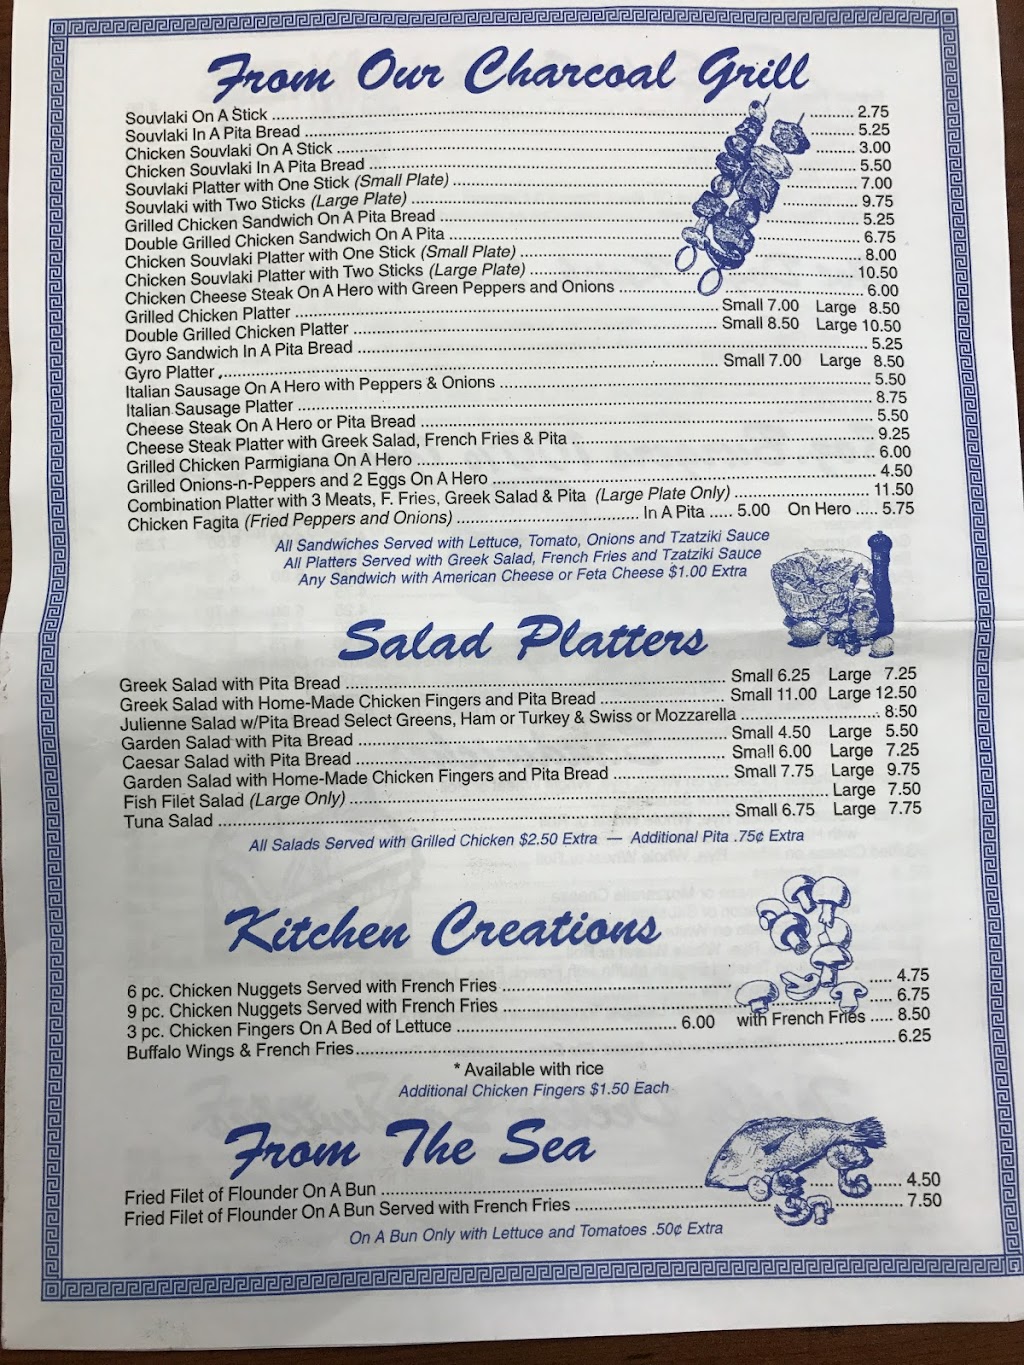 From Our Charcoal Grill
Souvlaki On A Stick 2.75
Souvlaki In A Pita Bread 5.25
Chicken Souvlaki On A Stick 3.00
Chicken Souvlaki In A Pita Bread 5.50
Souvlaki Platter with One Stick (Small Plate) 7.00
Souvlaki with Two Sticks (Large Plate) 9.75
Grilled Chicken Sandwich On A Pita Bread 5.25
Double Grilled Chicken Sandwich On A Pita 6.75
Chicken Souvlaki Platter with One Stick (Small Plate) 8.00
Chicken Souvlaki Platter with Two Sticks (Large Plate) 10.50
Chicken Cheese Steak On A Hero with Green Peppers and Onions 6.00
Grilled Chicken Platter Small 7.00 Large 8.50
Double Grilled Chicken Platter Small 8.50 Large 10.50
Gyro Sandwich In A Pita Bread 5.25
Gyro Platter Small 7.00 Large 8.50
Italian Sausage On A Hero with Peppers & Onions 5.50
Italian Sausage Platter 8.75
Cheese Steak On A Hero or Pita Bread 5.50
Cheese Steak Platter with Greek Salad, French Fries & Pita 9.25
Grilled Chicken Parmigiana On A Hero 6.00
Grilled Onions-n-Peppers and 2 Eggs On A Hero 4.50
Combination Platter with 3 Meats, F. Fries, Greek Salad & Pita (Large Plate Only) 11.50
Chicken Fagita (Fried Peppers and Onions) In A Pita 5.00 On Hero 5.75
All Sandwiches Served with Lettuce, Tomato, Onions and Tzatziki Sauce
All Platters Served with Greek Salad, French Fries and Tzatziki Sauce
Any Sandwich with American Cheese or Feta Cheese $1.00 Extra
Salad Platters
Greek Salad with Pita Bread Small 6.25 Large 7.25
Greek Salad with Home-Made Chicken Fingers and Pita Bread Small 11.00 Large 12.50
Julienne Salad w/Pita Bread Select Greens, Ham or Turkey & Swiss or Mozzarella 8:50
Garden Salad with Pita Bread Small 4.50 Large 5.50
Caesar Salad with Pita Bread Small 6.00 Large 7.25
Garden Salad with Home-Made Chicken Fingers and Pita Bread Small 7.75 Large 9.75
Fish Filet Salad (Large Only) Large 7.50
Tuna Salad Small 6.75 Large 7.75
All Salads Served with Grilled Chicken $2.50 Extra — Additional Pita .75¢ Extra
Kitchen Creations
6 pc. Chicken Nuggets Served with French Fries 4.75
9 pc. Chicken Nuggets Served with French Fries 6.75
3 pc. Chicken Fingers On A Bed of Lettuce 6.00 with French Fries 8.50
Buffalo Wings & French Fries 6.25
* Available with rice
Additional Chicken Fingers $1.50 Each
From The Sea
Fried Filet of Flounder On A Bun 4.50
Fried Filet of Flounder On A Bun Served with French Fries 7.50
On A Bun Only with Lettuce and Tomatoes .50¢ Extra